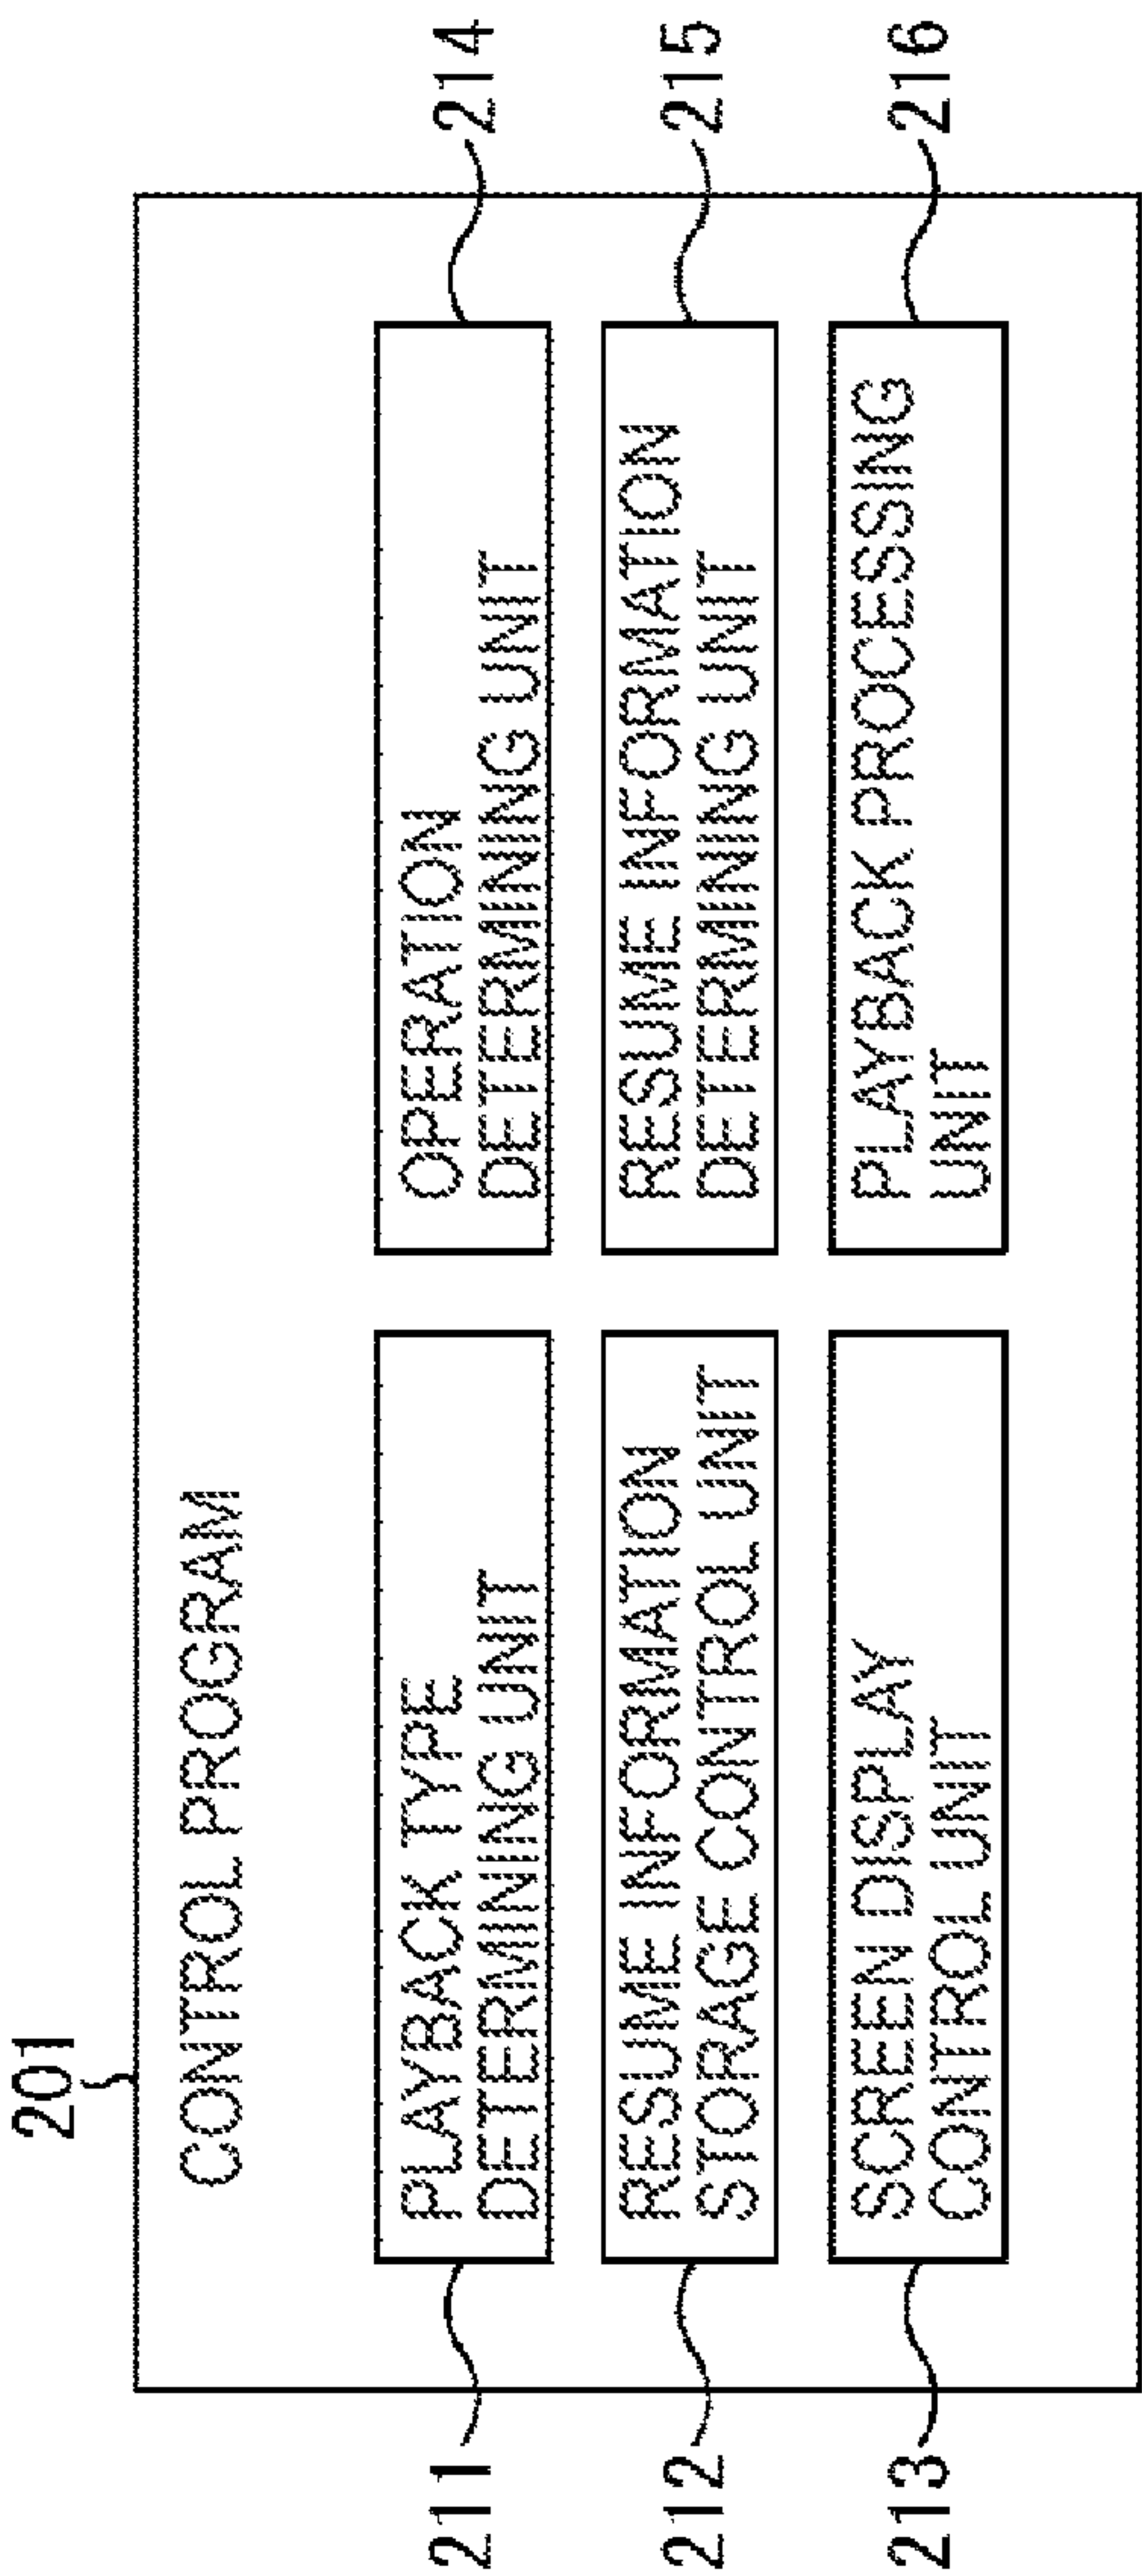 201
CONTROL PROGRAM
211
PLAYBACK TYPE
DETERMINING UNIT
212
RESUME INFORMATION
STORAGE CONTROL UNIT
213
SCREEN DISPLAY
CONTROL UNIT
OPERATION
DETERMINING UNIT
214
RESUME INFORMATION
DETERMINING UNIT
215
PLAYBACK PROCESSING
UNIT
216